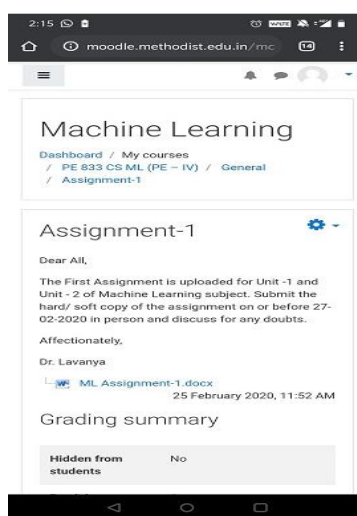 2:15
moodle.methodist.edu.in/mc
14
Machine Learning
Dashboard / My courses
/ PE 833 CS ML (PE – IV) / General
/ Assignment-1
Assignment-1
Dear All,
The First Assignment is uploaded for Unit -1 and
Unit - 2 of Machine Learning subject. Submit the
hard/ soft copy of the assignment on or before 27-
02-2020 in person and discuss for any doubts.
Affectionately,
Dr. Lavanya
ML Assignment-1.docx
25 February 2020, 11:52 AM
Grading summary
Hidden from No
students